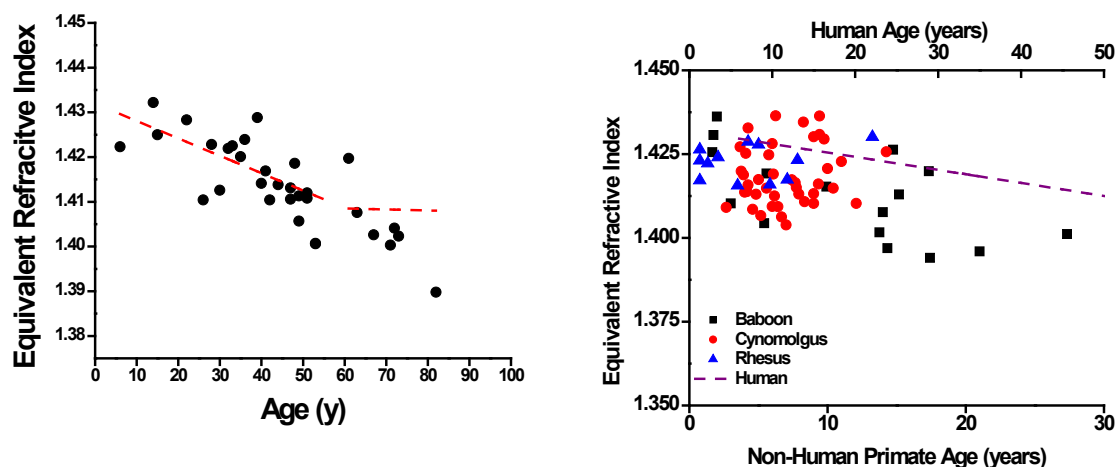 1.45
1.44
1.43
1.42
1.41
1.40
1.39
1.38
Equivalent Refracitve Index
0 10 20 30 40 50 60 70 80 90 100
Age (y)
Human Age (years)
0 10 20 30 40 50
1.450
1.425
1.400
1.375
1.350
Equivalent Refractive Index
Baboon
Cynomolgus
Rhesus
Human
0 10 20 30
Non-Human Primate Age (years)